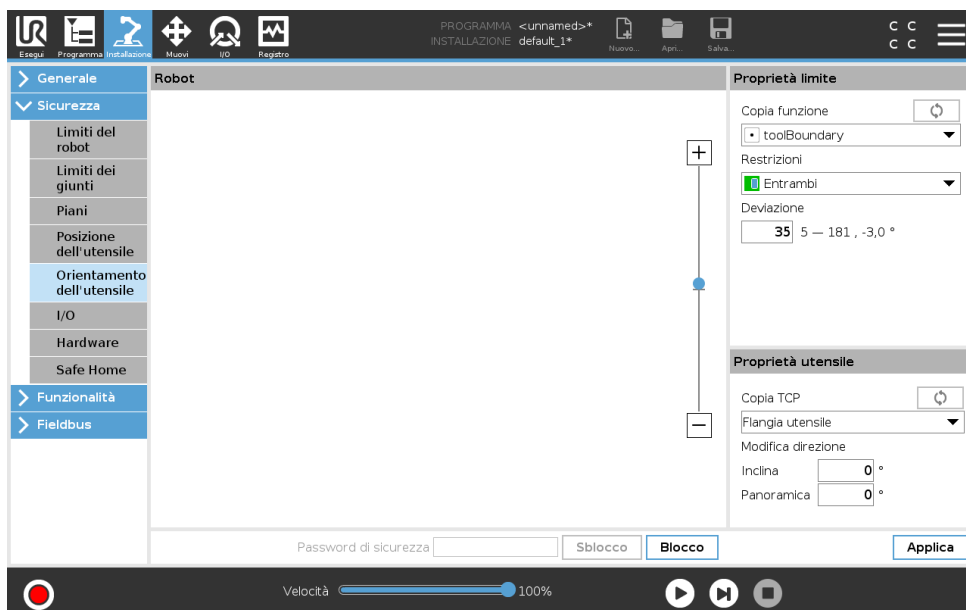 UR
PROGRAMMA <unnamed>*
INSTALLAZIONE default_1*
Esegui Programma Installazione Muovi I/O Registro Nuovo... Apri... Salva...
C C
C C
Generale
Sicurezza
Limiti del
robot
Limiti dei
giunti
Piani
Posizione
dell'utensile
Orientamento
dell'utensile
I/O
Hardware
Safe Home
Funzionalità
Fieldbus
Robot
Proprietà limite
Copia funzione
toolBoundary
Restrizioni
Entrambi
Deviazione
35 5 — 181 , -3,0 °
Proprietà utensile
Copia TCP
Flangia utensile
Modifica direzione
Inclina 0 °
Panoramica 0 °
Password di sicurezza Sblocco Blocco Applica
Velocità 100%